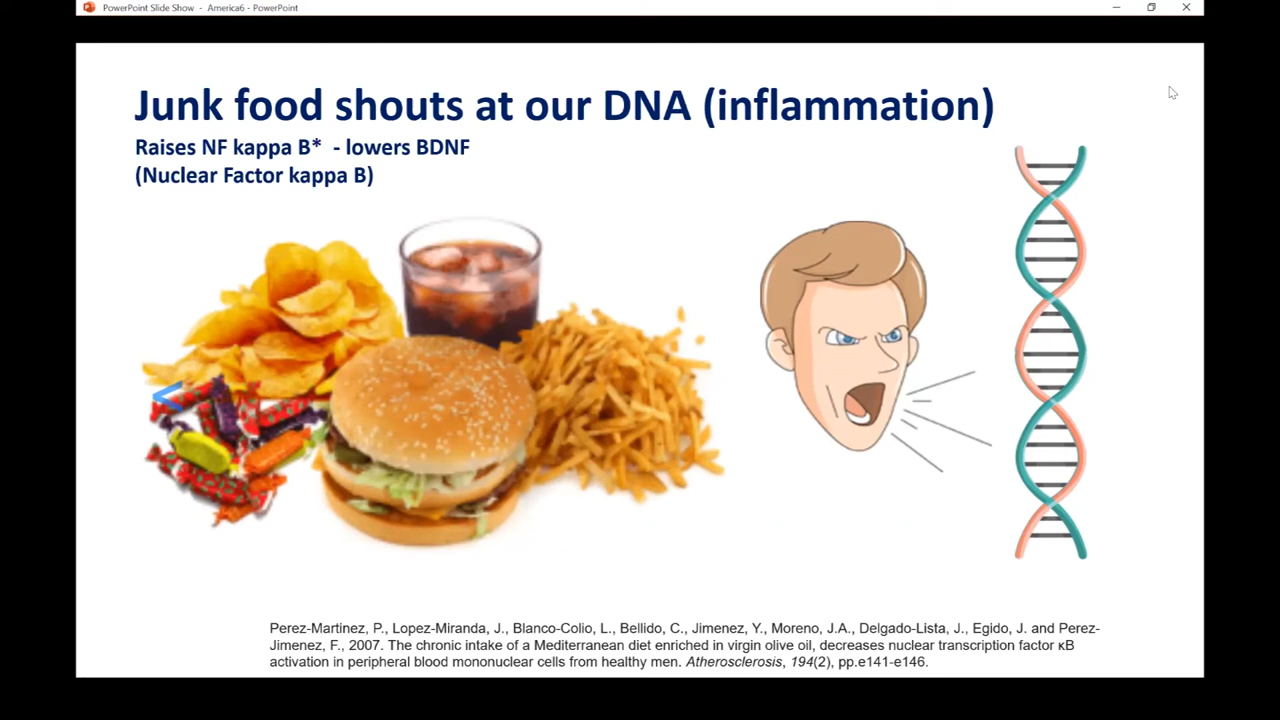 PowerPoint Slide Show - America6 - PowerPoint
Junk food shouts at our DNA (inflammation)
Raises NF kappa B* - lowers BDNF
(Nuclear Factor kappa B)
<
Perez-Martinez, P., Lopez-Miranda, J., Blanco-Colio, L., Bellido, C., Jimenez, Y., Moreno, J.A., Delgado-Lista, J., Egido, J. and Perez-
Jimenez, F., 2007. The chronic intake of a Mediterranean diet enriched in virgin olive oil, decreases nuclear transcription factor κB
activation in peripheral blood mononuclear cells from healthy men. Atherosclerosis, 194(2), pp.e141-e146.